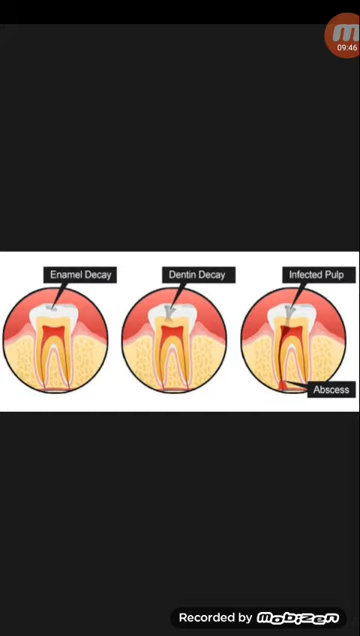 09:46
Enamel Decay
Dentin Decay
Infected Pulp
Abscess
Recorded by Mobizen